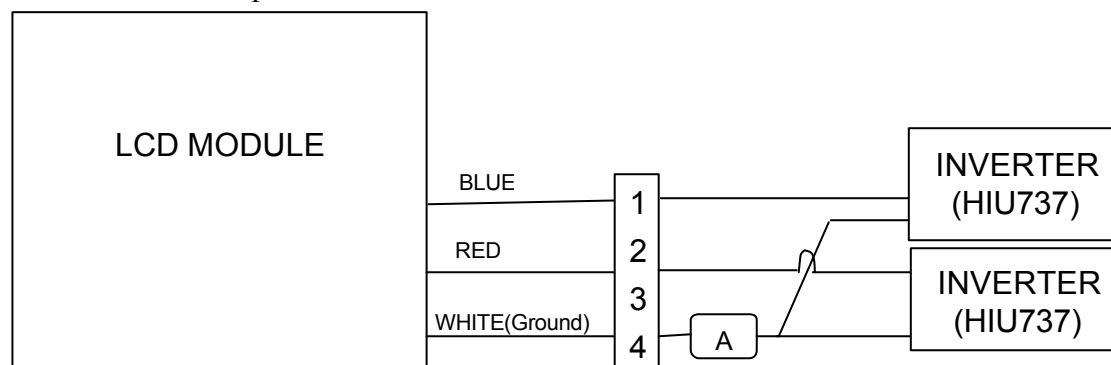 LCD MODULE
BLUE
RED
WHITE(Ground)
1
2
3
4
A
INVERTER
(HIU737)
INVERTER
(HIU737)